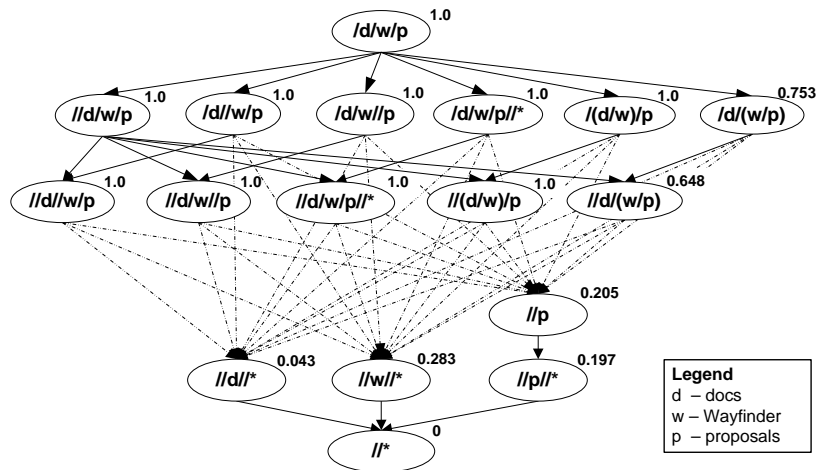 /d/w/p 1.0
//d/w/p 1.0 /d//w/p 1.0 /d/w//p 1.0 /d/w/p//* 1.0 /(d/w)/p 1.0 /d/(w/p) 0.753
//d//w/p 1.0 //d/w//p 1.0 //d/w/p//* 1.0 //(d/w)/p 1.0 //d/(w/p) 0.648
//p 0.205
//d//* 0.043 //w//* 0.283 //p//* 0.197
//* 0
Legend
d – docs
w – Wayfinder
p – proposals